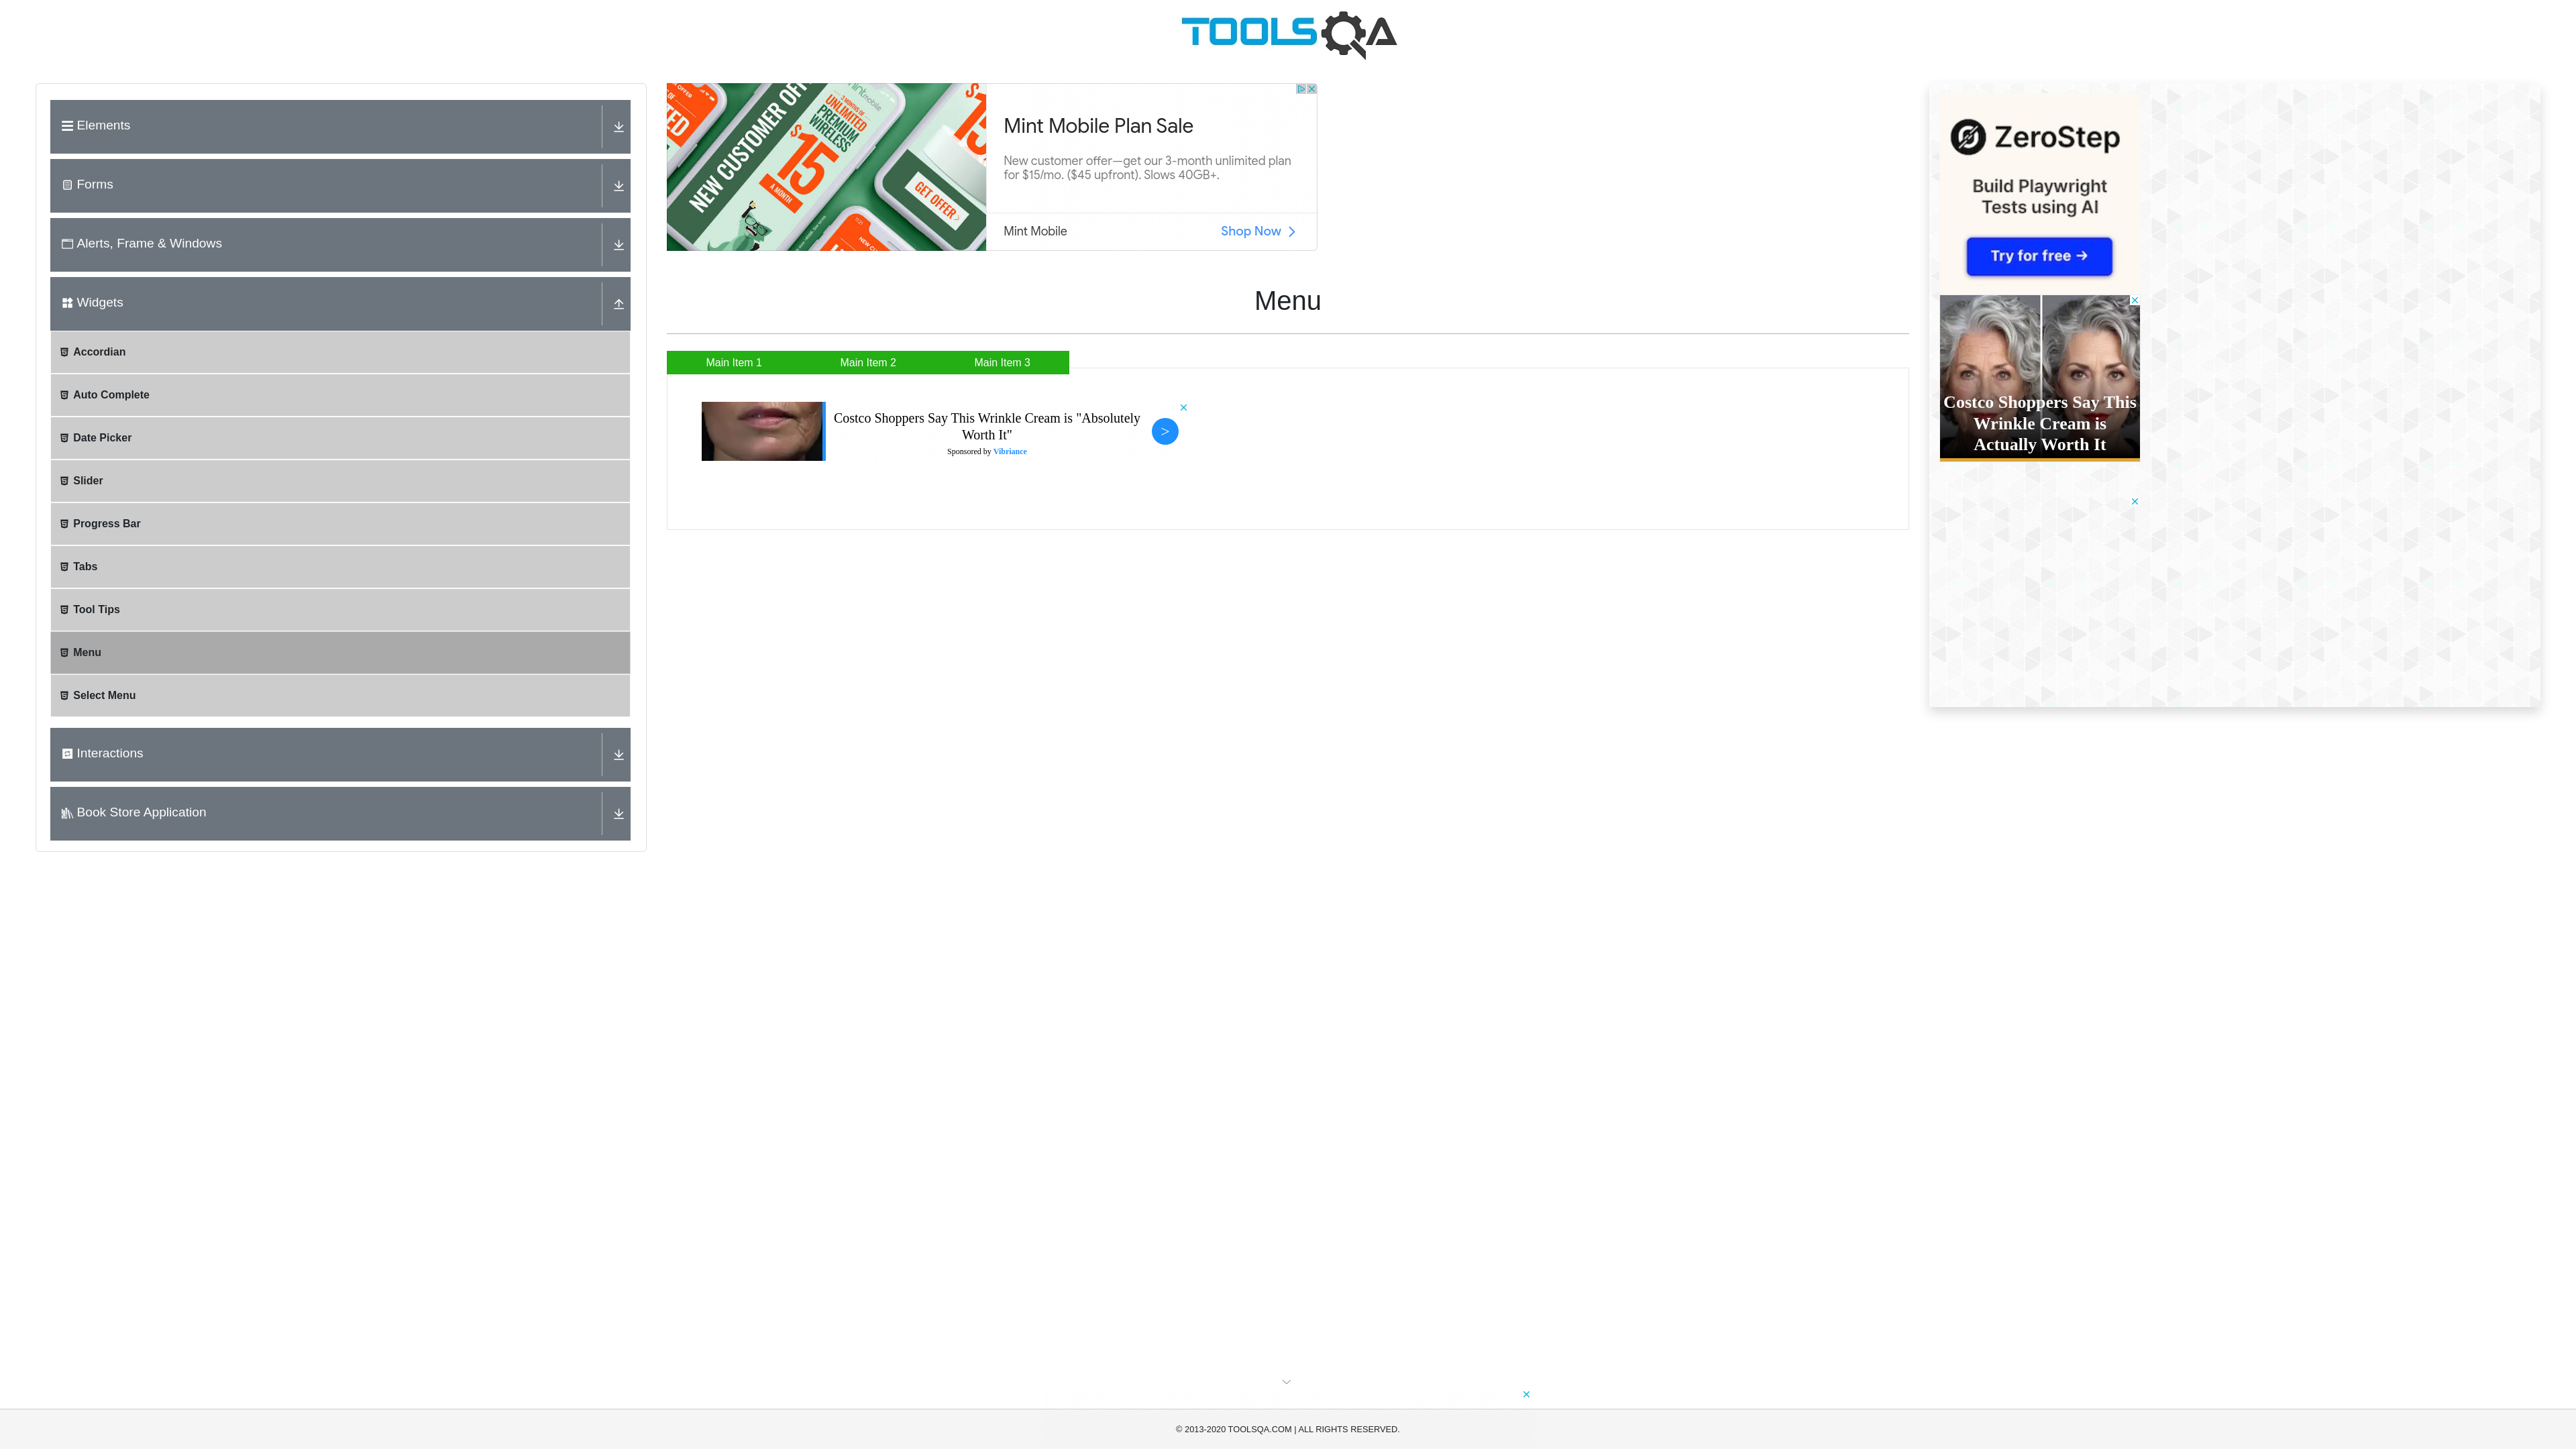 TOOLSQA
Elements
Forms
Alerts, Frame & Windows
Widgets
Accordian
Auto Complete
Date Picker
Slider
Progress Bar
Tabs
Tool Tips
Menu
Select Menu
Interactions
Book Store Application
NEW CUSTOMER OFFER
3 MONTHS OF
UNLIMITED
PREMIUM
WIRELESS
$15
A MONTH
GET OFFER
Mint Mobile Plan Sale
New customer offer—get our 3-month unlimited plan
for $15/mo. ($45 upfront). Slows 40GB+.
Mint Mobile
Shop Now
Menu
Main Item 1
Main Item 2
Main Item 3
Costco Shoppers Say This Wrinkle Cream is "Absolutely
Worth It"
Sponsored by Vibriance
>
ZeroStep
Build Playwright
Tests using AI
Try for free →
Costco Shoppers Say This
Wrinkle Cream is
Actually Worth It
© 2013-2020 TOOLSQA.COM | ALL RIGHTS RESERVED.